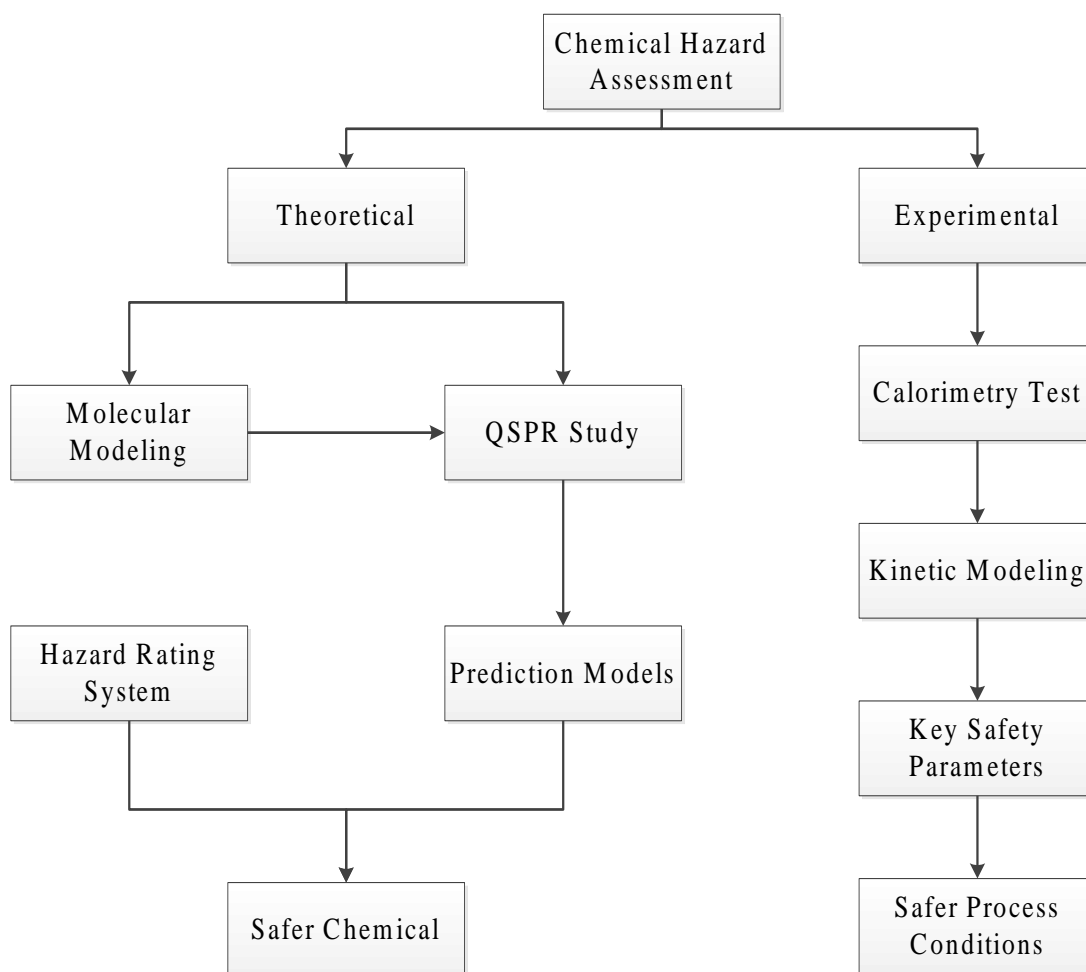 Chemical Hazard
Assessment
Theoretical
Experimental
Molecular
Modeling
QSPR Study
Calorimetry Test
Kinetic Modeling
Hazard Rating
System
Prediction Models
Key Safety
Parameters
Safer Chemical
Safer Process
Conditions